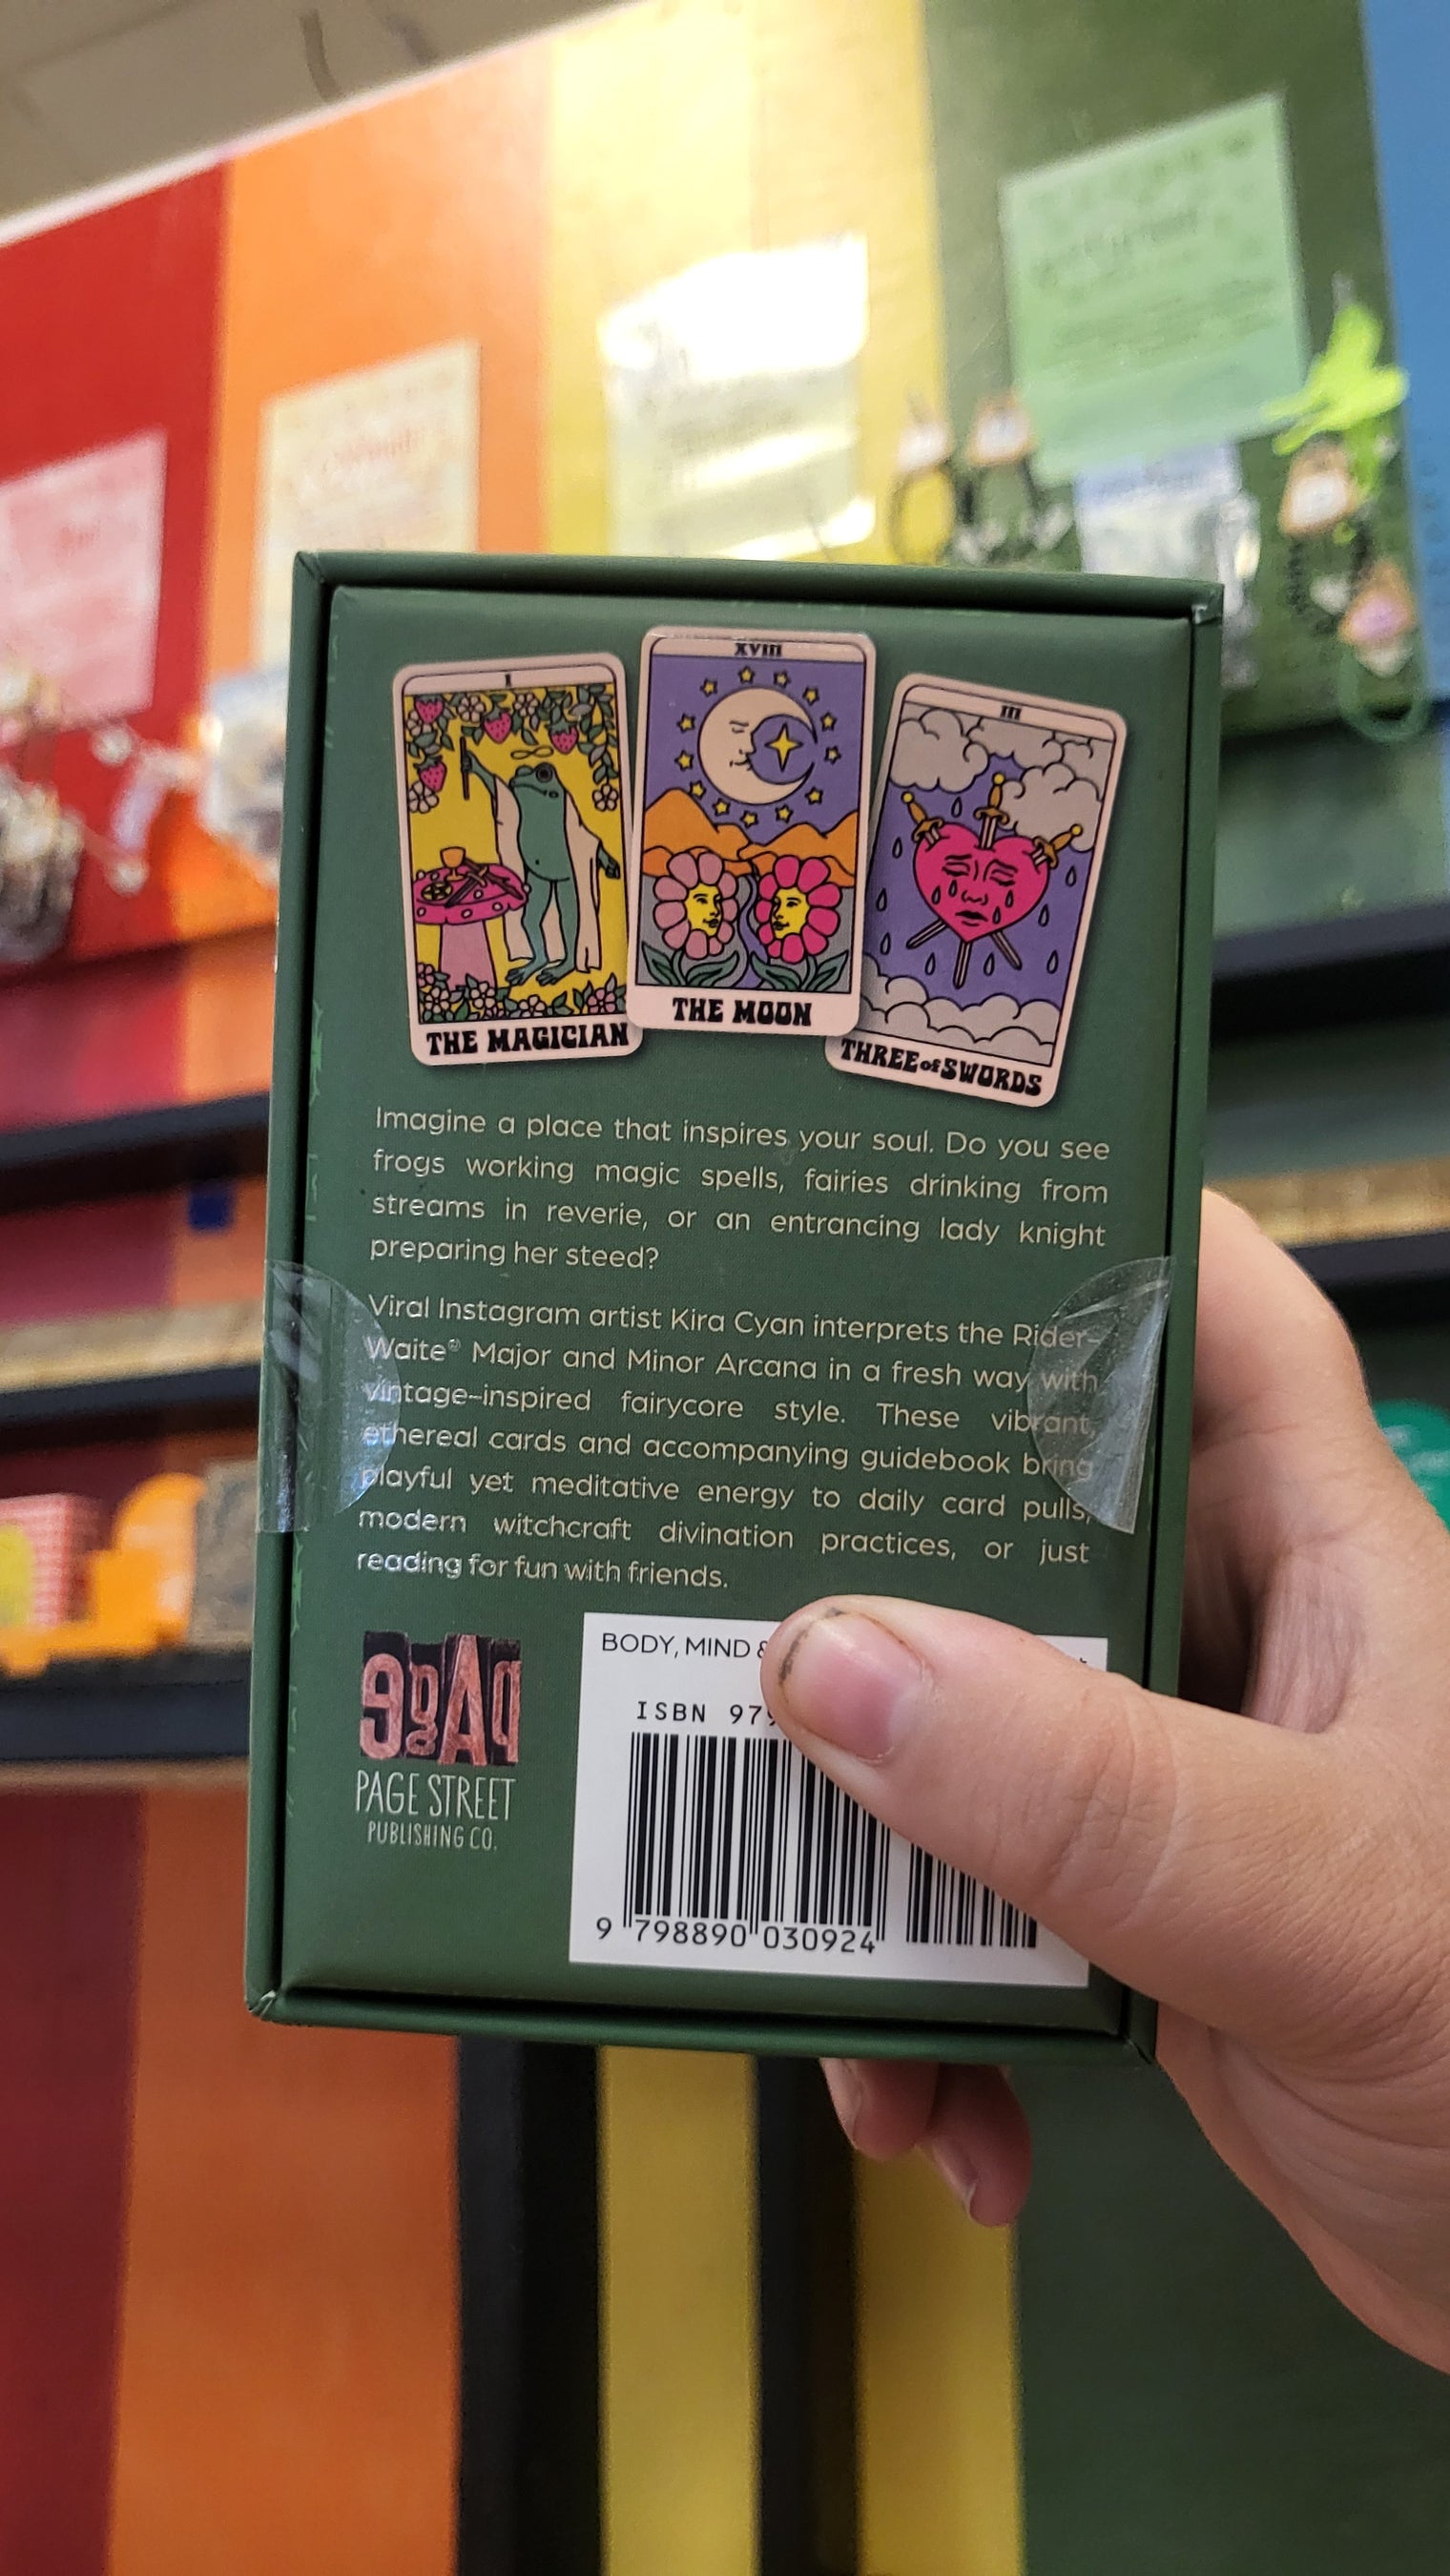 I
XVIII
III
THE MAGICIAN
THE MOON
THREE of SWORDS
Imagine a place that inspires your soul. Do you see
frogs working magic spells, fairies drinking from
streams in reverie, or an entrancing lady knight
preparing her steed?
Viral Instagram artist Kira Cyan interprets the Rider-
Waite® Major and Minor Arcana in a fresh way with
vintage-inspired fairycore style. These vibrant,
ethereal cards and accompanying guidebook bring
playful yet meditative energy to daily card pulls,
modern witchcraft divination practices, or just
reading for fun with friends.
pAge
PAGE STREET
PUBLISHING CO.
BODY, MIND &
ISBN 979
9 798890 030924